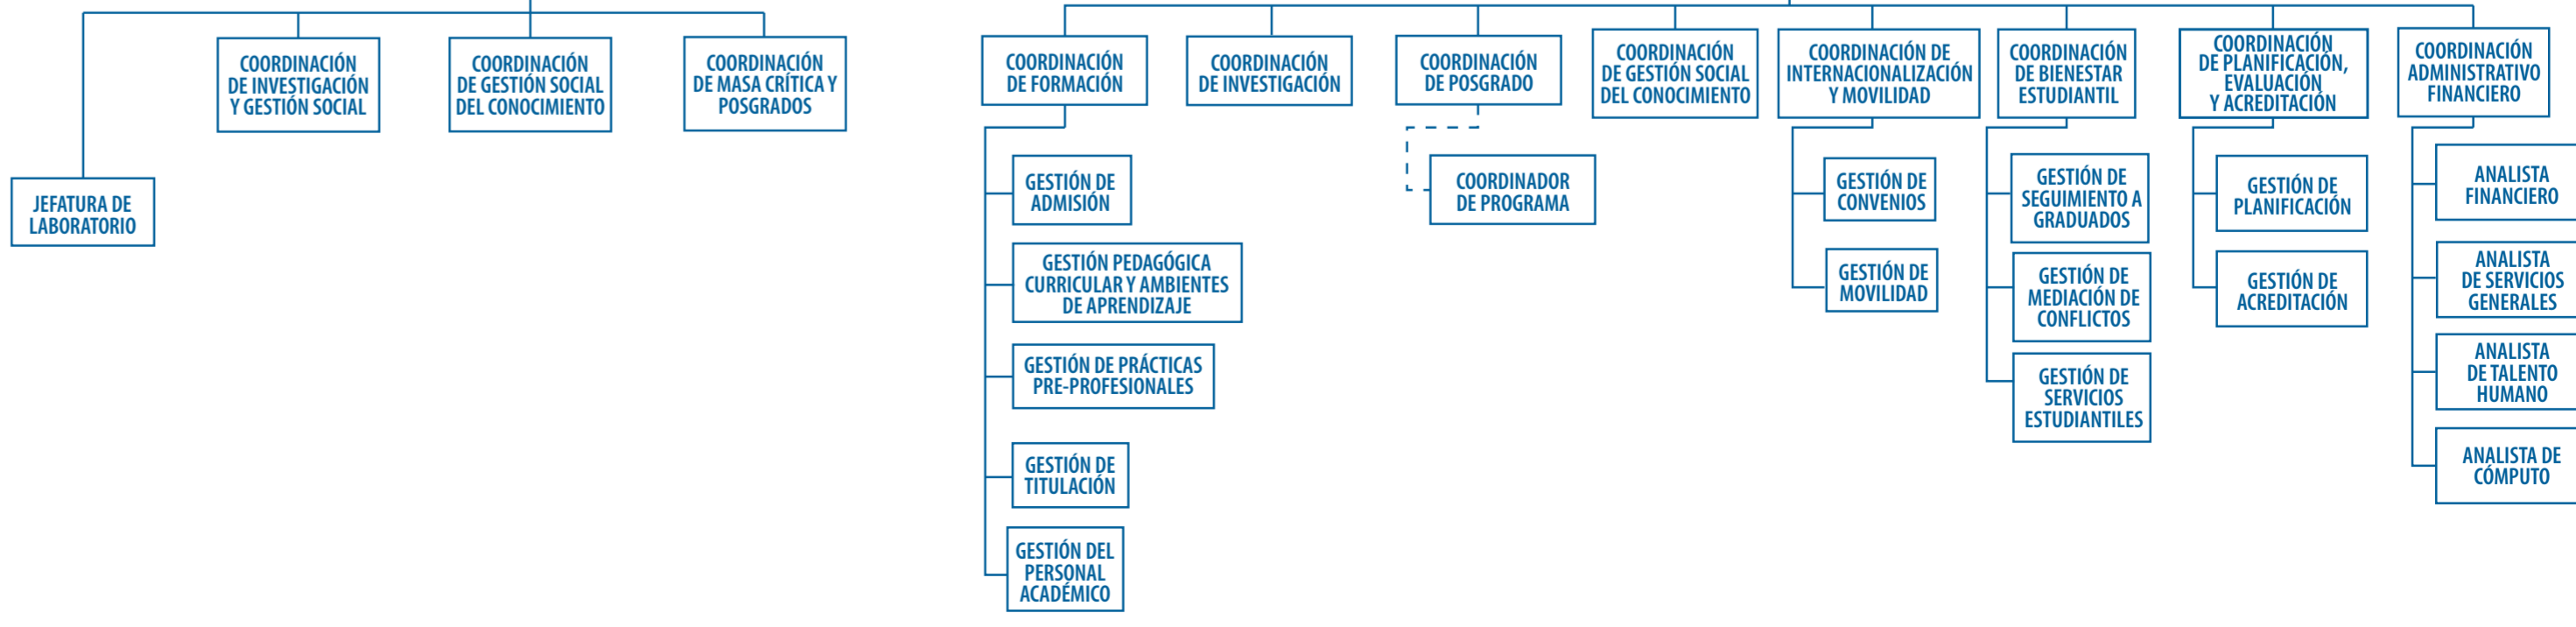 COORDINACIÓN
DE INVESTIGACIÓN
Y GESTIÓN SOCIAL
COORDINACIÓN
DE GESTIÓN SOCIAL
DEL CONOCIMIENTO
COORDINACIÓN
DE MASA CRÍTICA Y
POSGRADOS
JEFATURA DE
LABORATORIO
COORDINACIÓN
DE FORMACIÓN
COORDINACIÓN
DE INVESTIGACIÓN
COORDINACIÓN
DE POSGRADO
COORDINACIÓN
DE GESTIÓN SOCIAL
DEL CONOCIMIENTO
COORDINACIÓN DE
INTERNACIONALIZACIÓN
Y MOVILIDAD
COORDINACIÓN
DE BIENESTAR
ESTUDIANTIL
COORDINACIÓN
DE PLANIFICACIÓN,
EVALUACIÓN
Y ACREDITACIÓN
COORDINACIÓN
ADMINISTRATIVO
FINANCIERO
GESTIÓN DE
ADMISIÓN
GESTIÓN PEDAGÓGICA
CURRICULAR Y AMBIENTES
DE APRENDIZAJE
GESTIÓN DE PRÁCTICAS
PRE-PROFESIONALES
GESTIÓN DE
TITULACIÓN
GESTIÓN DEL
PERSONAL
ACADÉMICO
COORDINADOR
DE PROGRAMA
GESTIÓN DE
CONVENIOS
GESTIÓN DE
MOVILIDAD
GESTIÓN DE
SEGUIMIENTO A
GRADUADOS
GESTIÓN DE
MEDIACIÓN DE
CONFLICTOS
GESTIÓN DE
SERVICIOS
ESTUDIANTILES
GESTIÓN DE
PLANIFICACIÓN
GESTIÓN DE
ACREDITACIÓN
ANALISTA
FINANCIERO
ANALISTA
DE SERVICIOS
GENERALES
ANALISTA
DE TALENTO
HUMANO
ANALISTA DE
CÓMPUTO